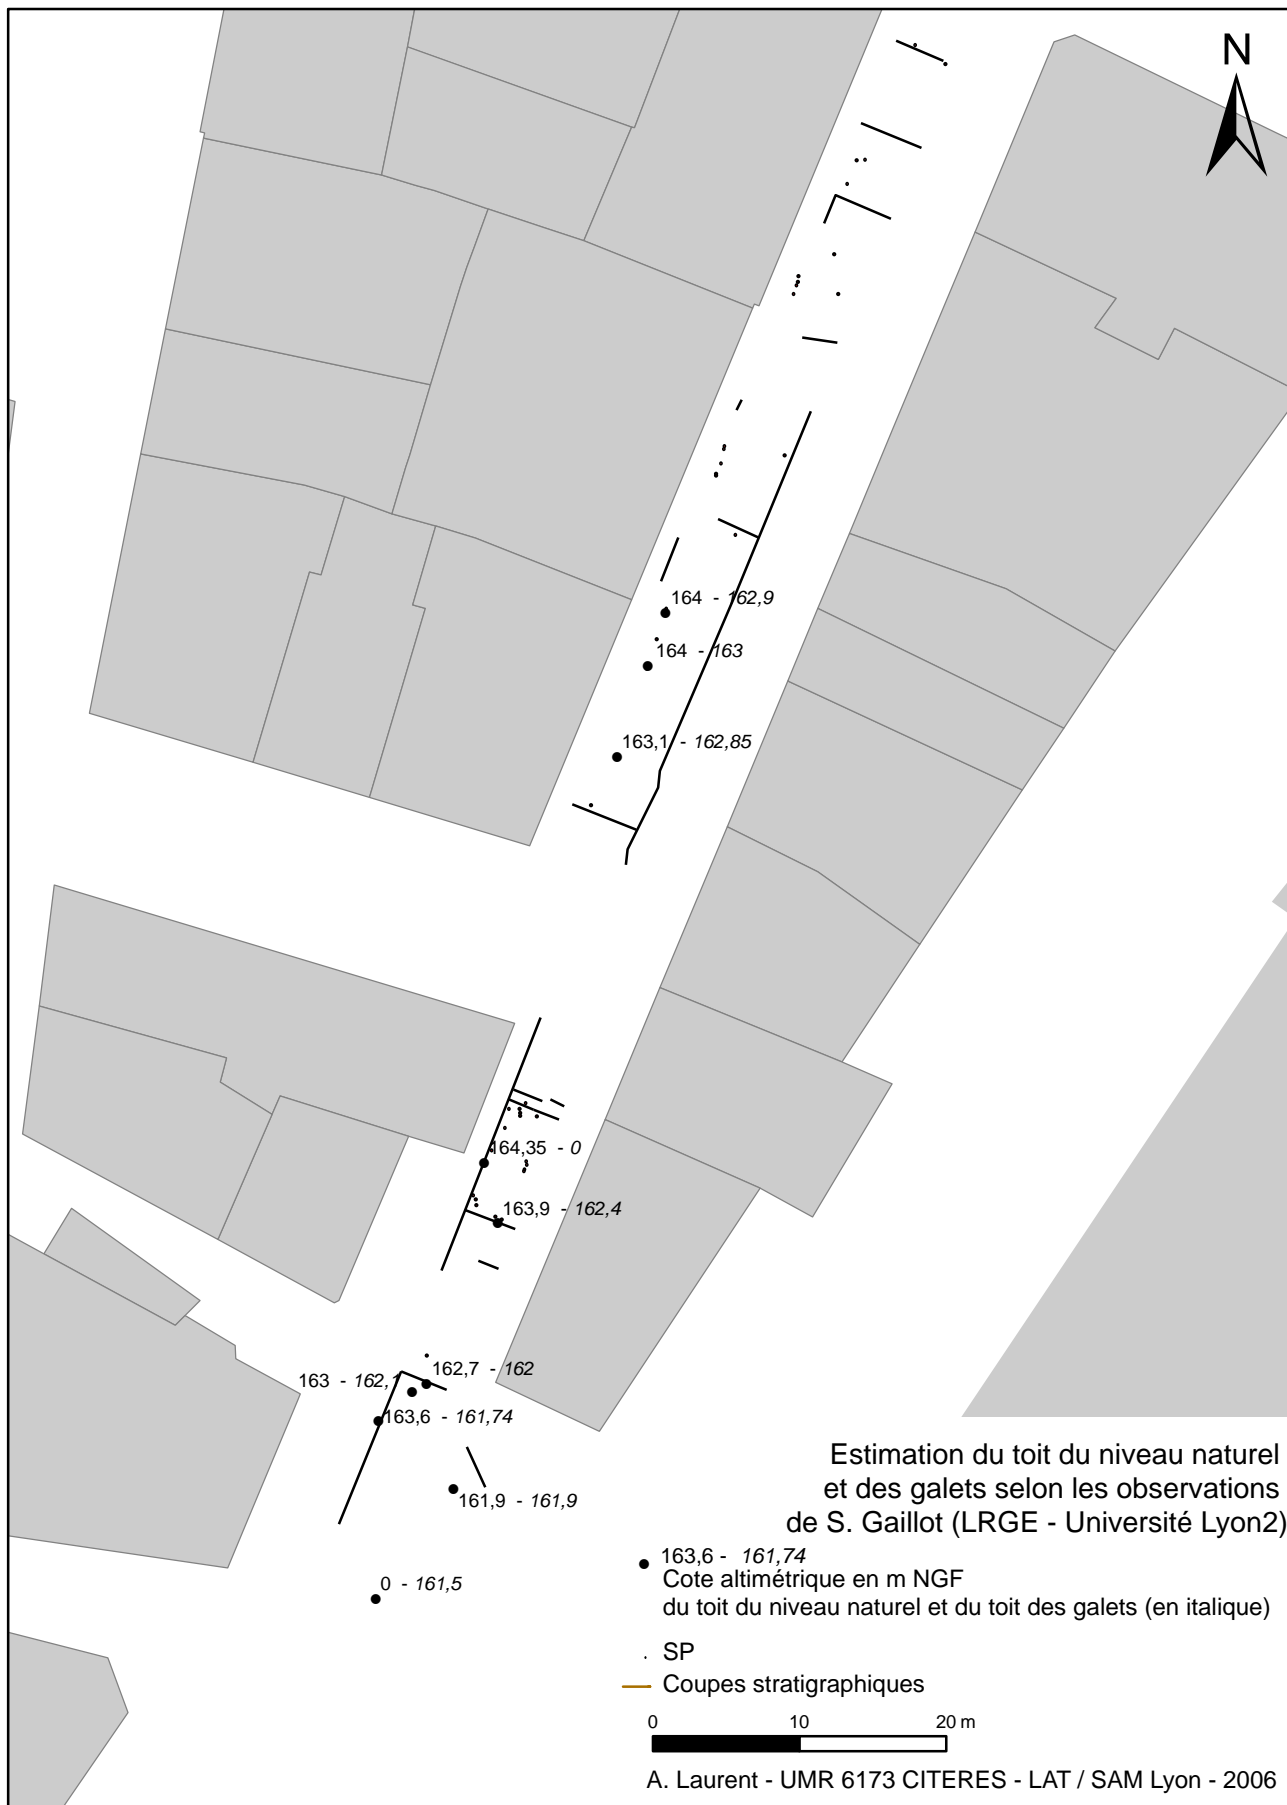 N
164 - 162,9
164 - 163
163,1 - 162,85
164,35 - 0
163,9 - 162,4
162,7 - 162
163 - 162,1
163,6 - 161,74
161,9 - 161,9
0 - 161,5
Estimation du toit du niveau naturel
et des galets selon les observations
de S. Gaillot (LRGE - Université Lyon2)
163,6 - 161,74
Cote altimétrique en m NGF
du toit du niveau naturel et du toit des galets (en italique)
SP
Coupes stratigraphiques
0 10 20 m
A. Laurent - UMR 6173 CITERES - LAT / SAM Lyon - 2006